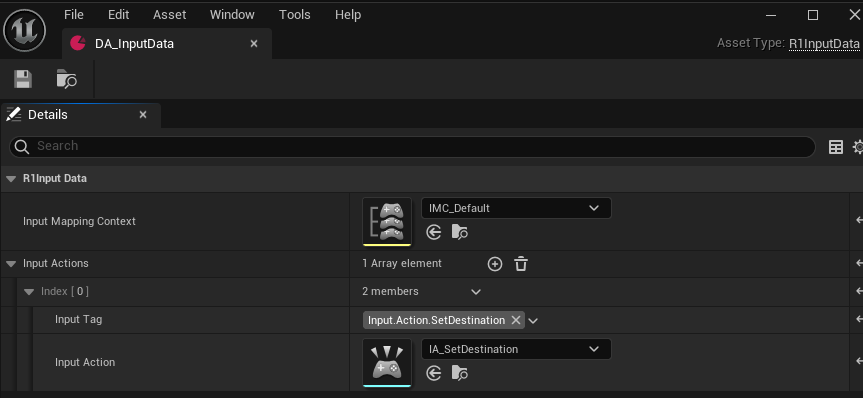 File Edit Asset Window Tools Help
DA_InputData
Asset Type: R1InputData
Details
Search
R1Input Data
Input Mapping Context
IMC_Default
Input Actions
1 Array element
Index [ 0 ]
2 members
Input Tag
Input.Action.SetDestination
Input Action
IA_SetDestination